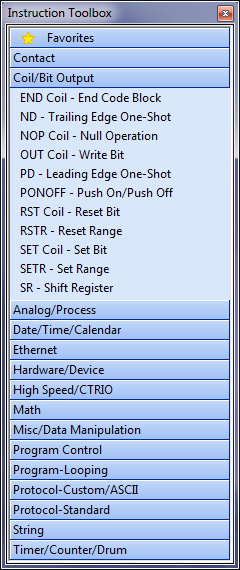 Instruction Toolbox
Favorites
Contact
Coil/Bit Output
END Coil - End Code Block
ND - Trailing Edge One-Shot
NOP Coil - Null Operation
OUT Coil - Write Bit
PD - Leading Edge One-Shot
PONOFF - Push On/Push Off
RST Coil - Reset Bit
RSTR - Reset Range
SET Coil - Set Bit
SETR - Set Range
SR - Shift Register
Analog/Process
Date/Time/Calendar
Ethernet
Hardware/Device
High Speed/CTRIO
Math
Misc/Data Manipulation
Program Control
Program-Looping
Protocol-Custom/ASCII
Protocol-Standard
String
Timer/Counter/Drum